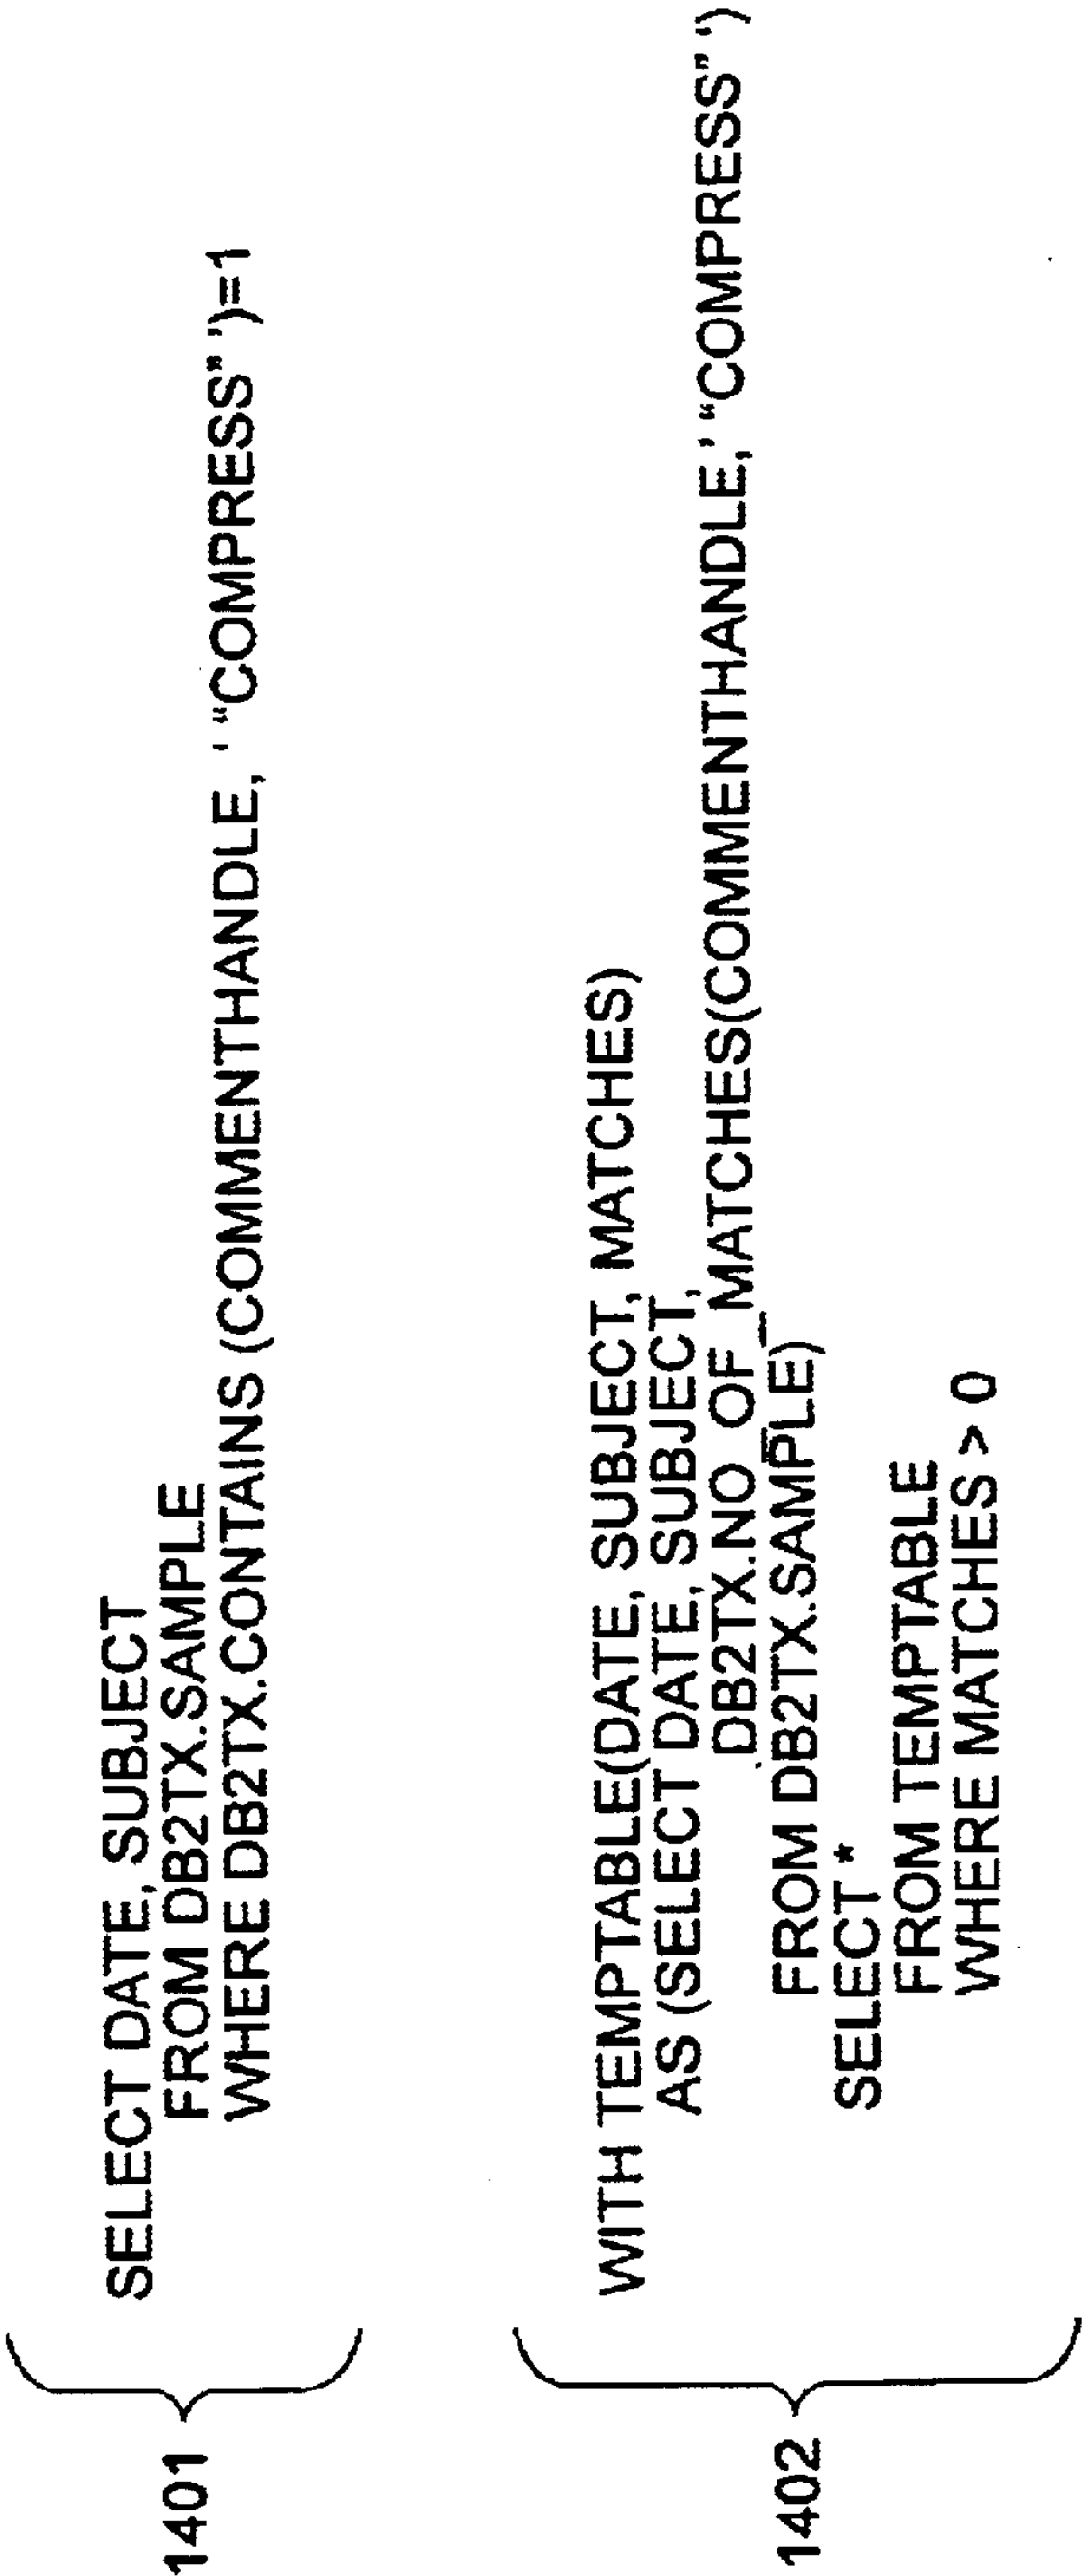 1401
SELECT DATE, SUBJECT
FROM DB2TX.SAMPLE
WHERE DB2TX.CONTAINS (COMMENTHANDLE, ' “COMPRESS” ')=1
1402
WITH TEMPTABLE(DATE, SUBJECT, MATCHES)
AS (SELECT DATE, SUBJECT,
DB2TX.NO_OF_MATCHES(COMMENTHANDLE,' “COMPRESS” ')
FROM DB2TX.SAMPLE)
SELECT *
FROM TEMPTABLE
WHERE MATCHES > 0